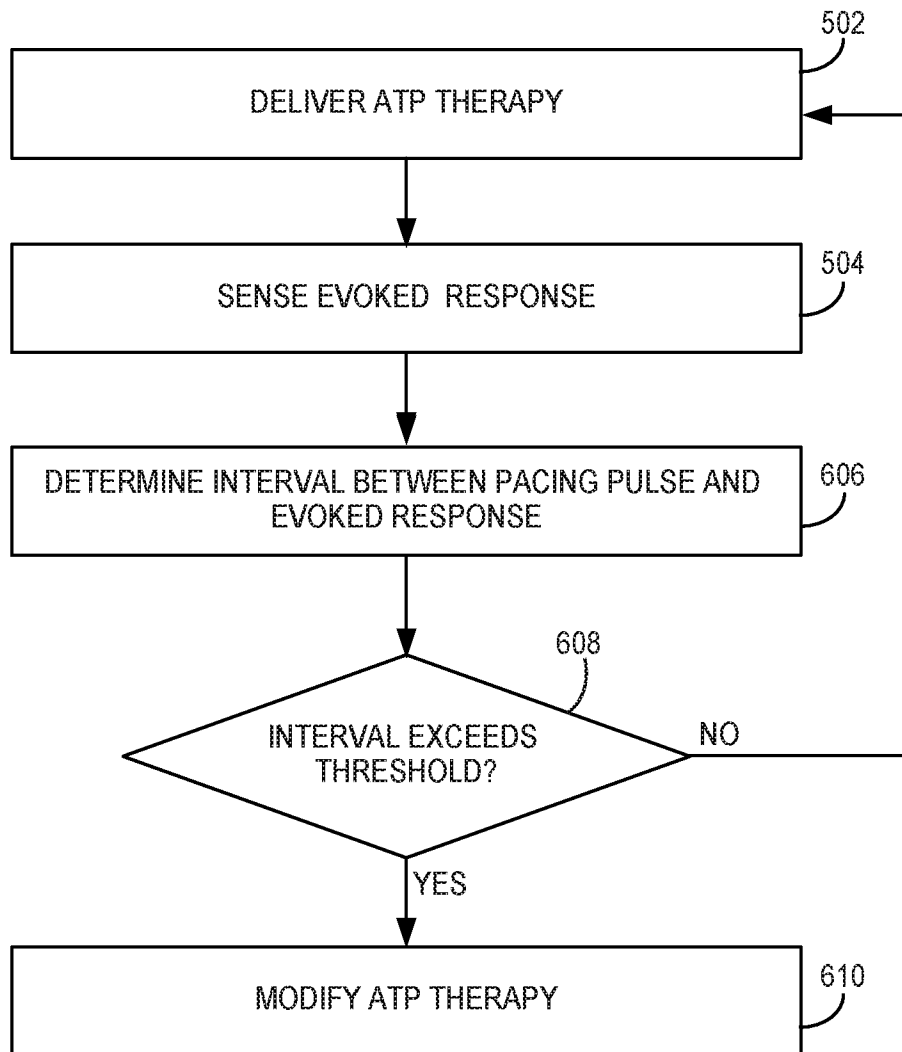 502
DELIVER ATP THERAPY
504
SENSE EVOKED RESPONSE
606
DETERMINE INTERVAL BETWEEN PACING PULSE AND
EVOKED RESPONSE
608
INTERVAL EXCEEDS
THRESHOLD?
NO
YES
610
MODIFY ATP THERAPY